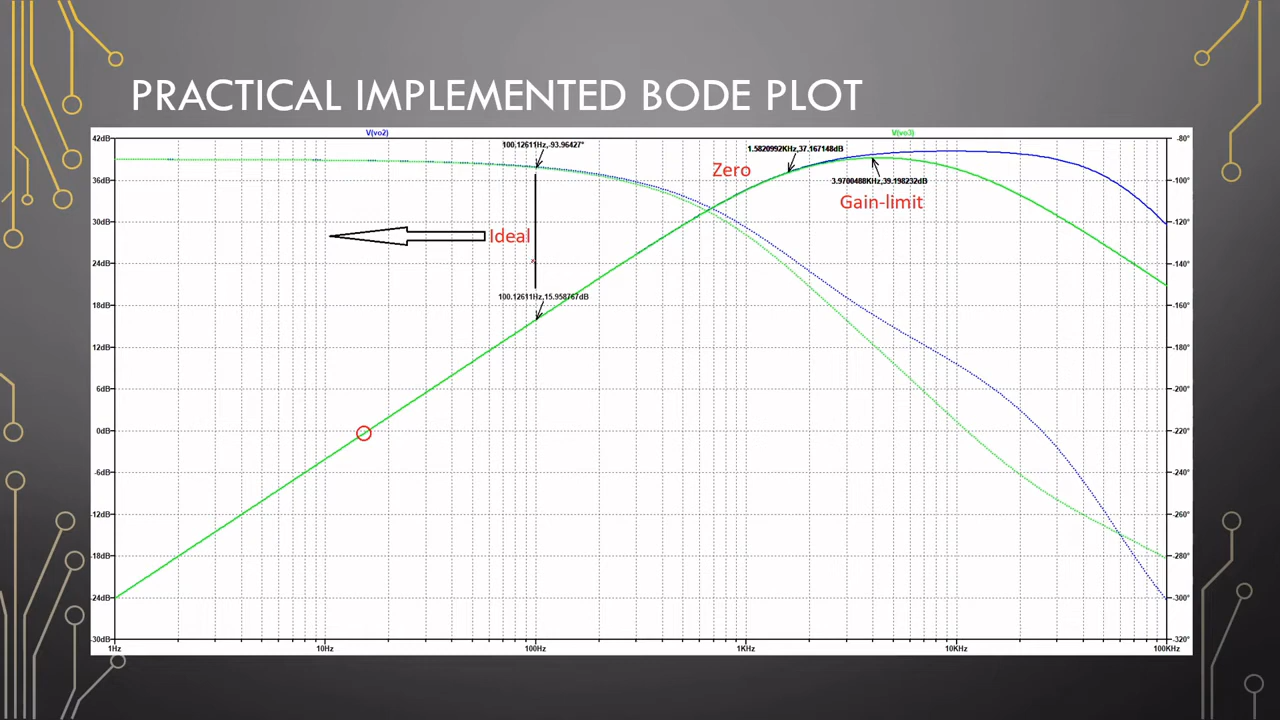 PRACTICAL IMPLEMENTED BODE PLOT
V(vo2)
V(vo3)
42dB
36dB
30dB
24dB
18dB
12dB
6dB
0dB
-6dB
-12dB
-18dB
-24dB
-30dB
-80°
-100°
-120°
-140°
-160°
-180°
-200°
-220°
-240°
-260°
-280°
-300°
-320°
100.12611Hz,-93.96427°
1.5820992KHz,37.167148dB
Zero
3.9700488KHz,39.198232dB
Gain-limit
Ideal
100.12611Hz,15.958767dB
1Hz
10Hz
100Hz
1KHz
10KHz
100KHz